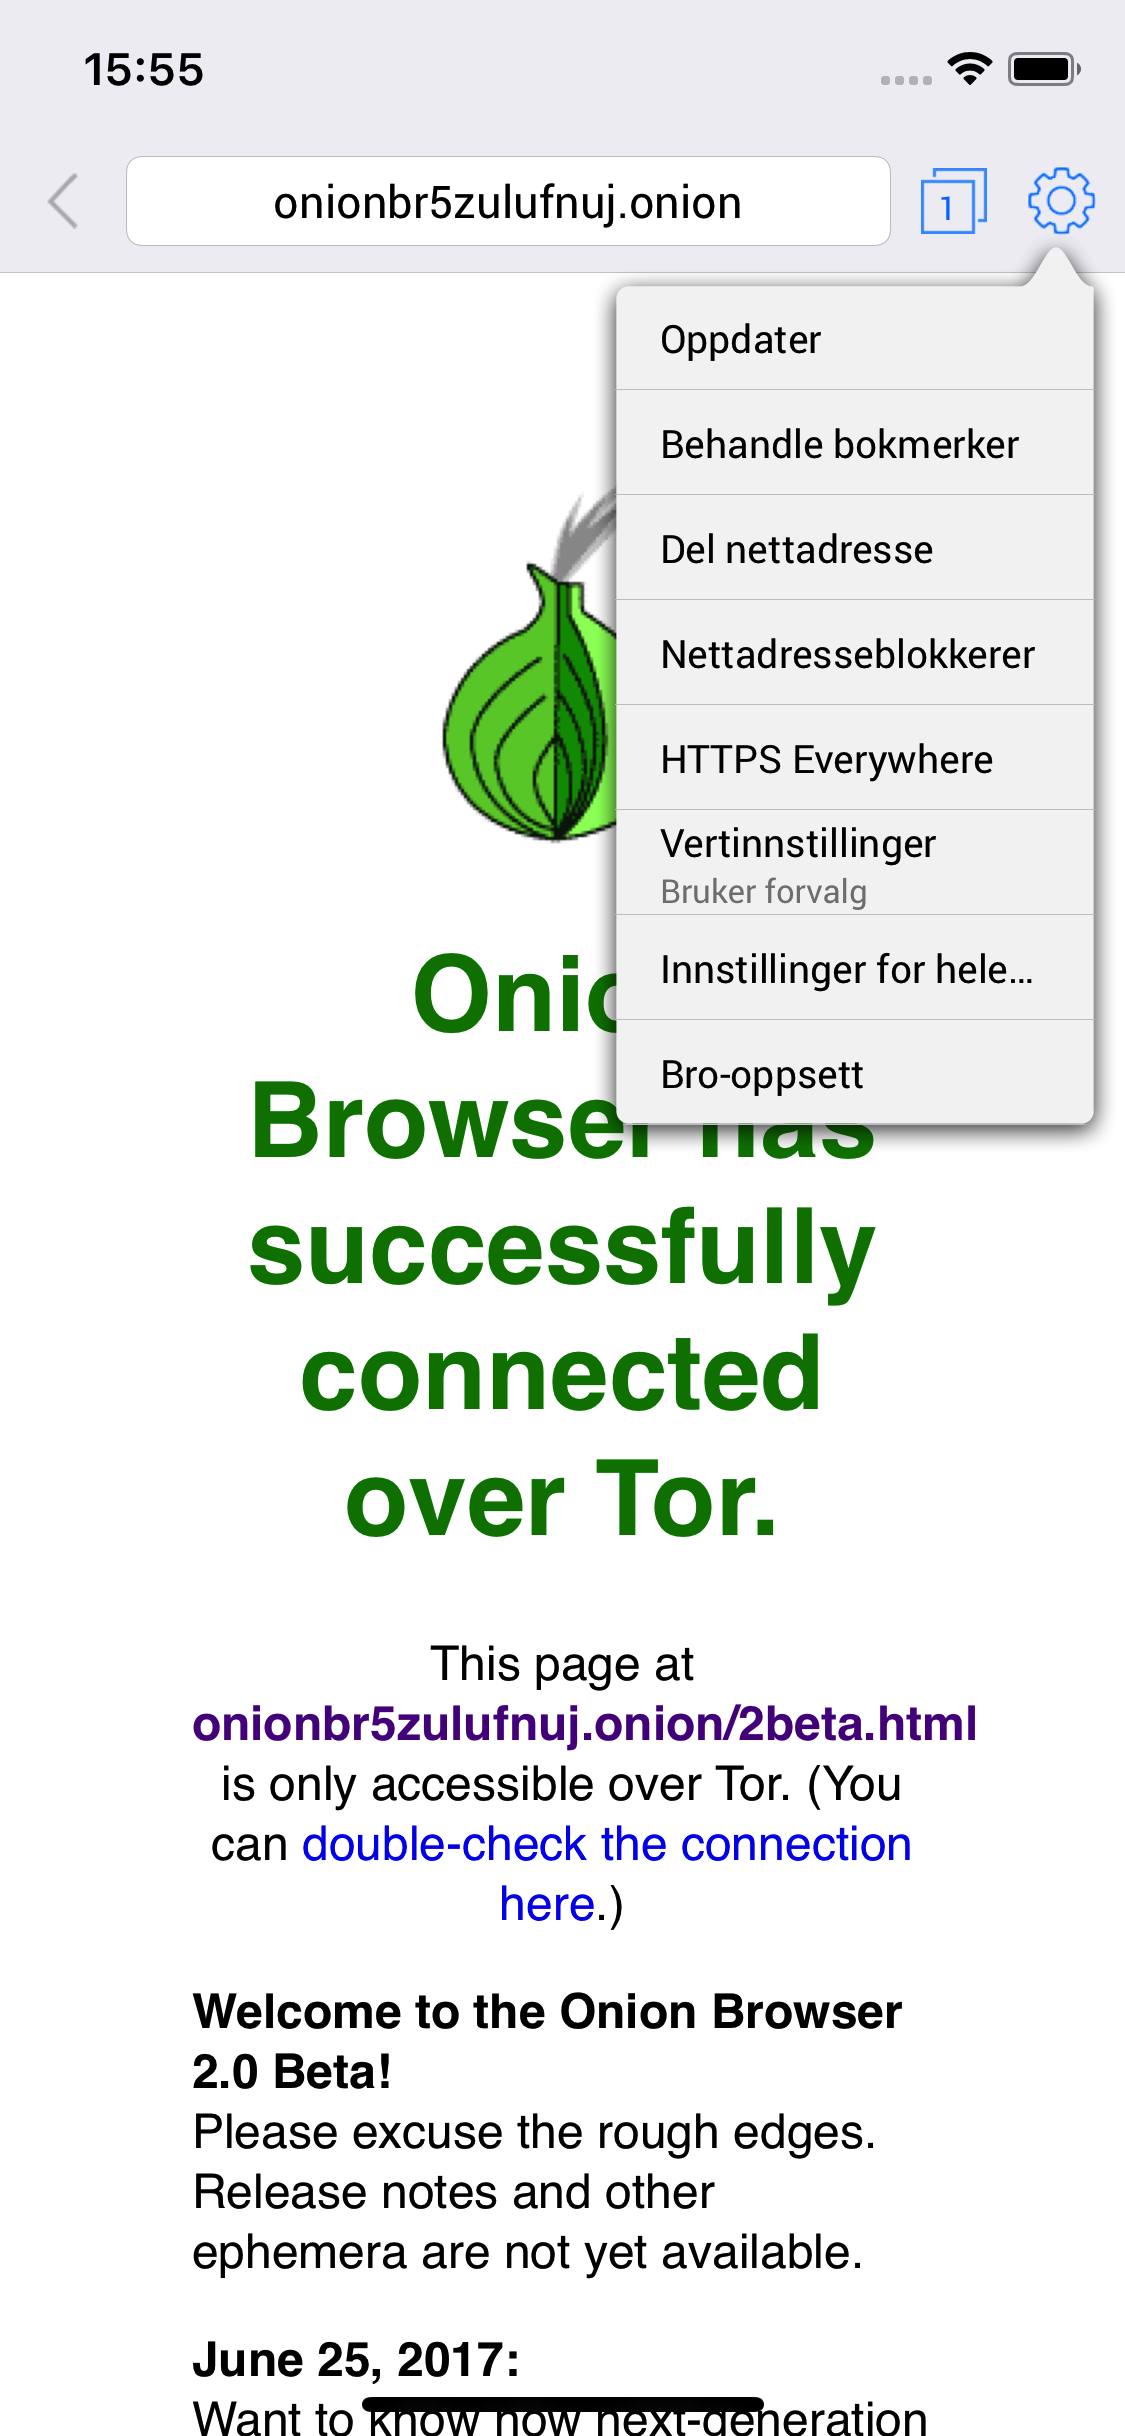 15:55
onionbr5zulufnuj.onion
1
Oppdater
Behandle bokmerker
Del nettadresse
Nettadresseblokkerer
HTTPS Everywhere
Vertinnstillinger
Bruker forvalg
Innstillinger for hele...
Bro-oppsett
Browser has
successfully
connected
over Tor.
This page at
onionbr5zulufnuj.onion/2beta.html
is only accessible over Tor. (You
can double-check the connection
here.)
Welcome to the Onion Browser
2.0 Beta!
Please excuse the rough edges.
Release notes and other
ephemera are not yet available.
June 25, 2017:
Want to know how next-generation